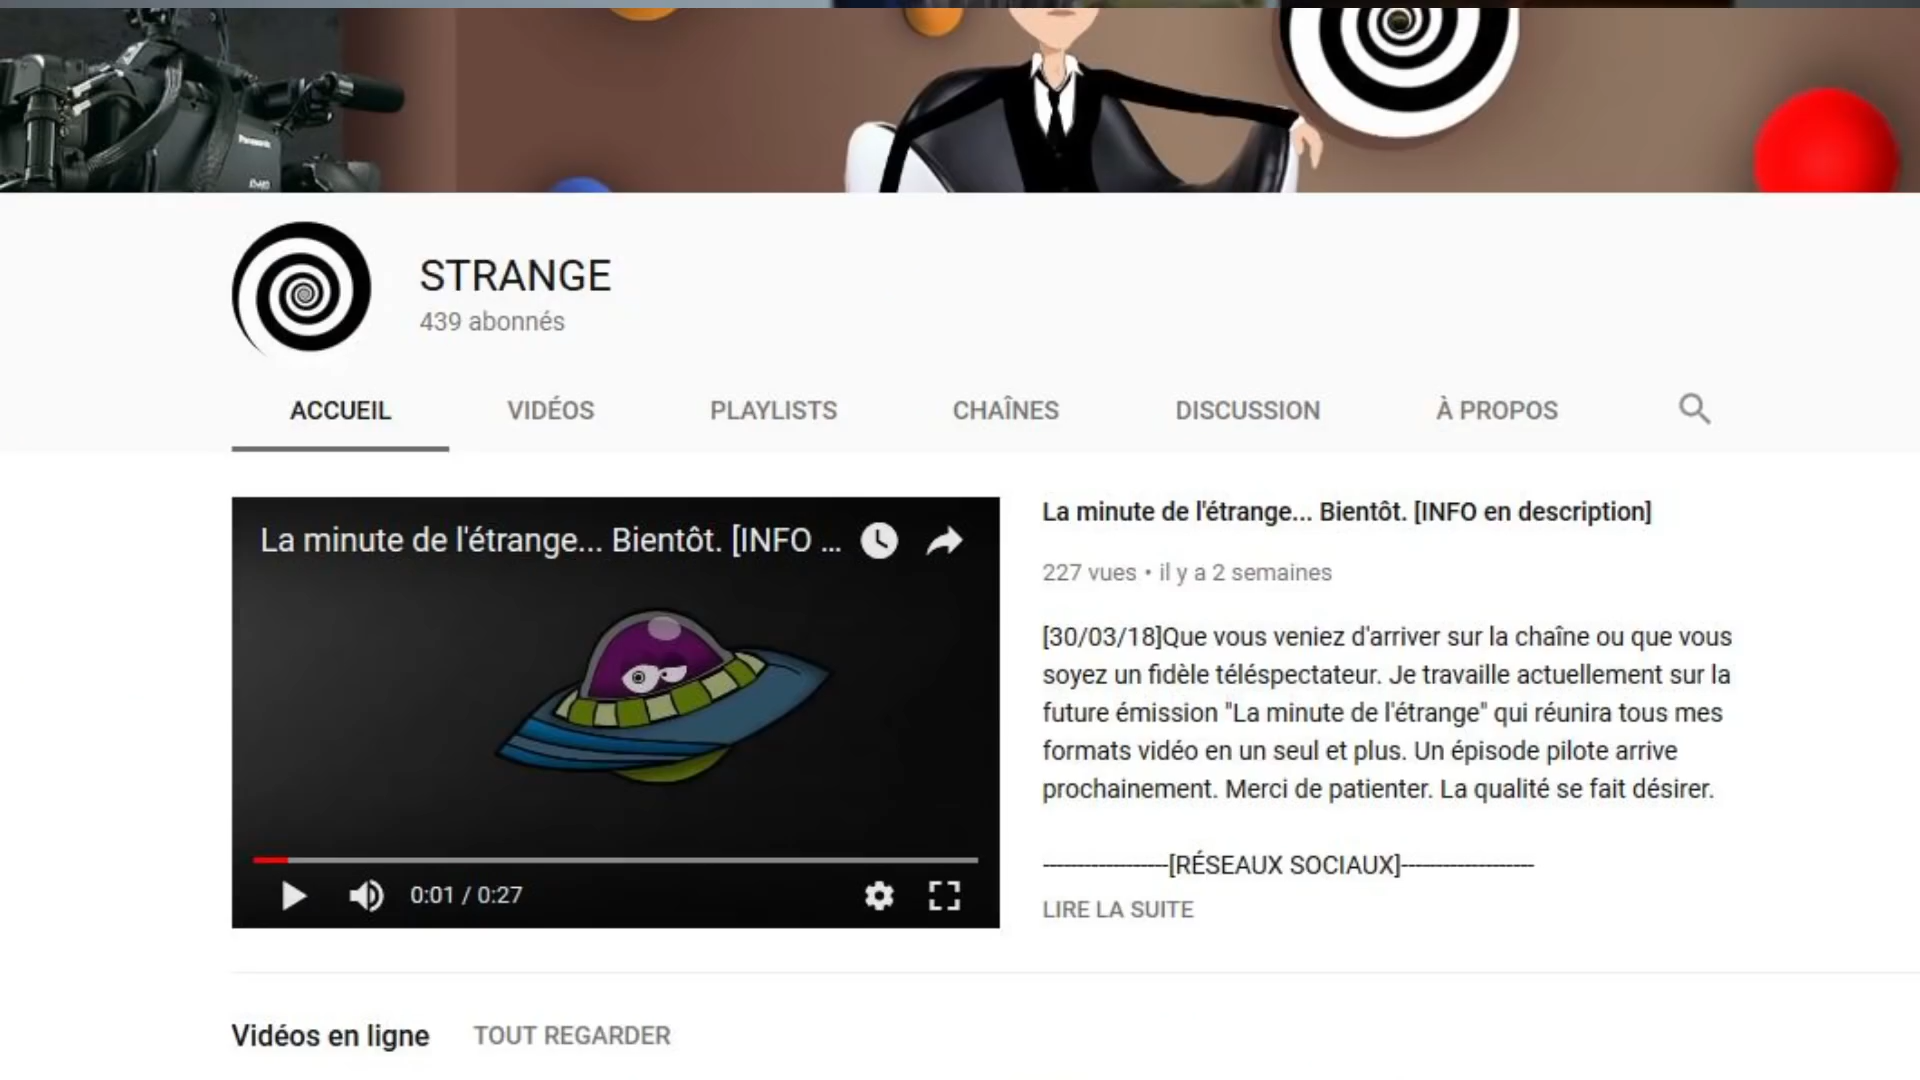 Panasonic
STRANGE
439 abonnés
ACCUEIL
VIDÉOS
PLAYLISTS
CHAÎNES
DISCUSSION
À PROPOS
La minute de l'étrange... Bientôt. [INFO ...
0:01 / 0:27
La minute de l'étrange... Bientôt. [INFO en description]
227 vues • il y a 2 semaines
[30/03/18]Que vous veniez d'arriver sur la chaîne ou que vous
soyez un fidèle téléspectateur. Je travaille actuellement sur la
future émission "La minute de l'étrange" qui réunira tous mes
formats vidéo en un seul et plus. Un épisode pilote arrive
prochainement. Merci de patienter. La qualité se fait désirer.
-------------------[RÉSEAUX SOCIAUX]--------------------
LIRE LA SUITE
Vidéos en ligne
TOUT REGARDER